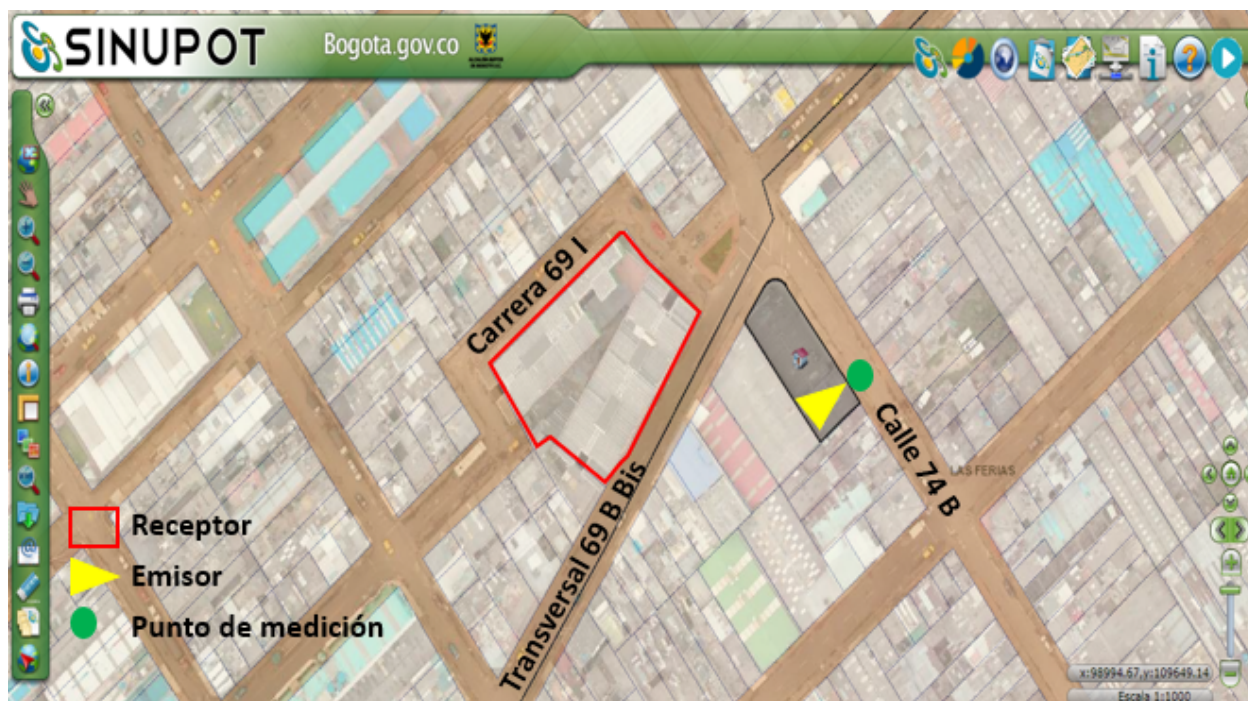 SINUPOT
Bogota.gov.co
Carrera 69 I
Calle 74 B
LAS FERIAS
Transversal 69 B Bis
Receptor
Emisor
Punto de medición
x:98994.67,y:109649.14
Escala 1:1000